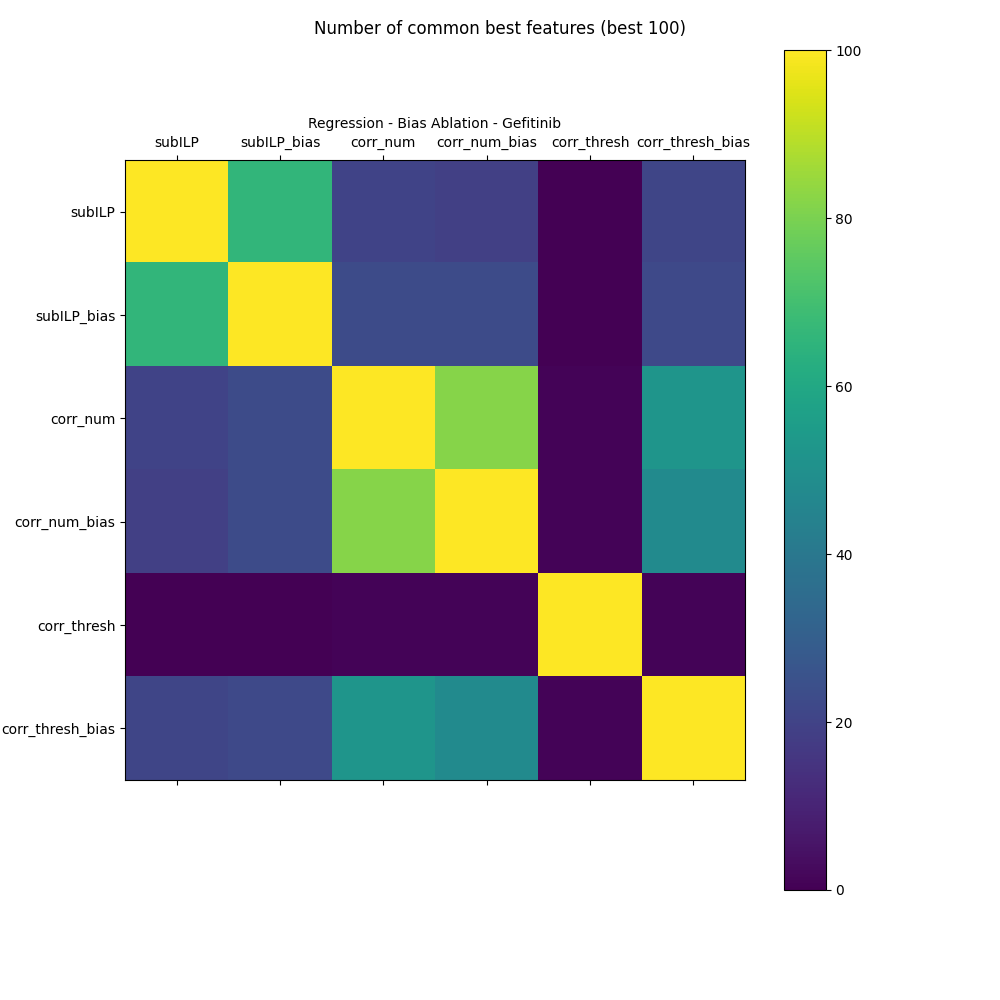 Number of common best features (best 100)
Regression - Bias Ablation - Gefitinib
subILP subILP_bias corr_num corr_num_bias corr_thresh corr_thresh_bias
subILP
subILP_bias
corr_num
corr_num_bias
corr_thresh
corr_thresh_bias
100
80
60
40
20
0